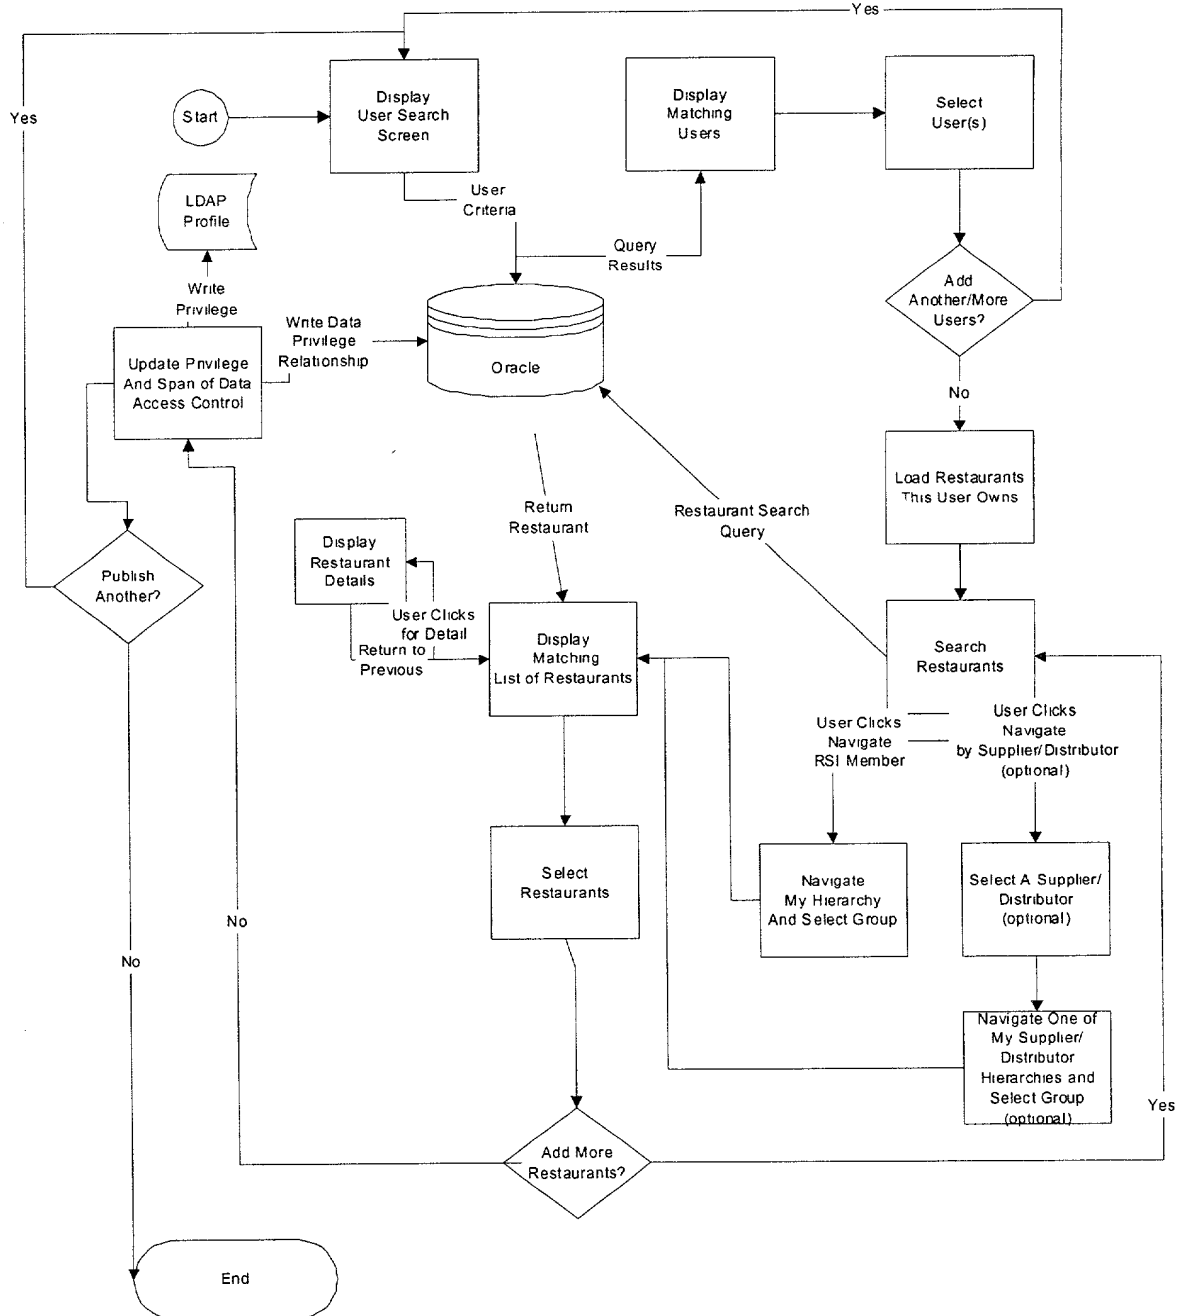 Yes
Yes
Start
Display
User Search
Screen
Display
Matching
Users
Select
User(s)
LDAP
Profile
User
Criteria
Query
Results
Write
Privilege
Add
Another/More
Users?
Write Data
Privilege
Relationship
Update Privilege
And Span of Data
Access Control
Oracle
No
Load Restaurants
This User Owns
Return
Restaurant
Restaurant Search
Query
Display
Restaurant
Details
Publish
Another?
User Clicks
for Detail
Return to
Previous
Display
Matching
List of Restaurants
Search
Restaurants
User Clicks
Navigate
RSI Member
User Clicks
Navigate
by Supplier/Distributor
(optional)
Select
Restaurants
Navigate
My Hierarchy
And Select Group
Select A Supplier/
Distributor
(optional)
No
No
Navigate One of
My Supplier/
Distributor
Hierarchies and
Select Group
(optional)
Yes
Add More
Restaurants?
End